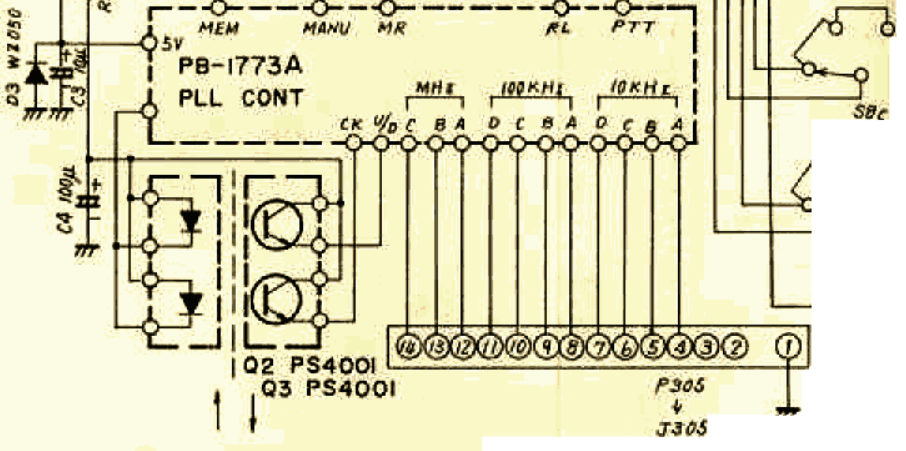 MEM MANU MR RL PTT
D3 WZ050
5V
C3 10μ
PB-1773A
PLL CONT
MHz 100KHz 10KHz
CK U/D C B A D C B A D C B A
SBC
C4 100μ
14 13 12 11 10 9 8 7 6 5 4 3 2 1
Q2 PS4001
Q3 PS4001
P305
J305